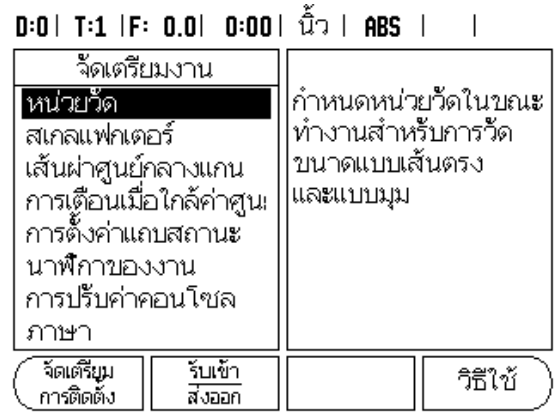 D:0| T:1 |F: 0.0| 0:00| นิ้ว | ABS | |
จัดเตรียมงาน
หน่วยวัด
สเกลแฟกเตอร์
เส้นผ่าศูนย์กลางแกน
การเตือนเมื่อใกล้ค่าศูน
การตั้งค่าแถบสถานะ
นาฬิกาของงาน
การปรับค่าคอนโซล
ภาษา
กำหนดหน่วยวัดในขณะ
ทำงานสำหรับการวัด
ขนาดแบบเส้นตรง
และแบบมุม
จัดเตรียม
การติดตั้ง
รับเข้า
ส่งออก
วิธีใช้